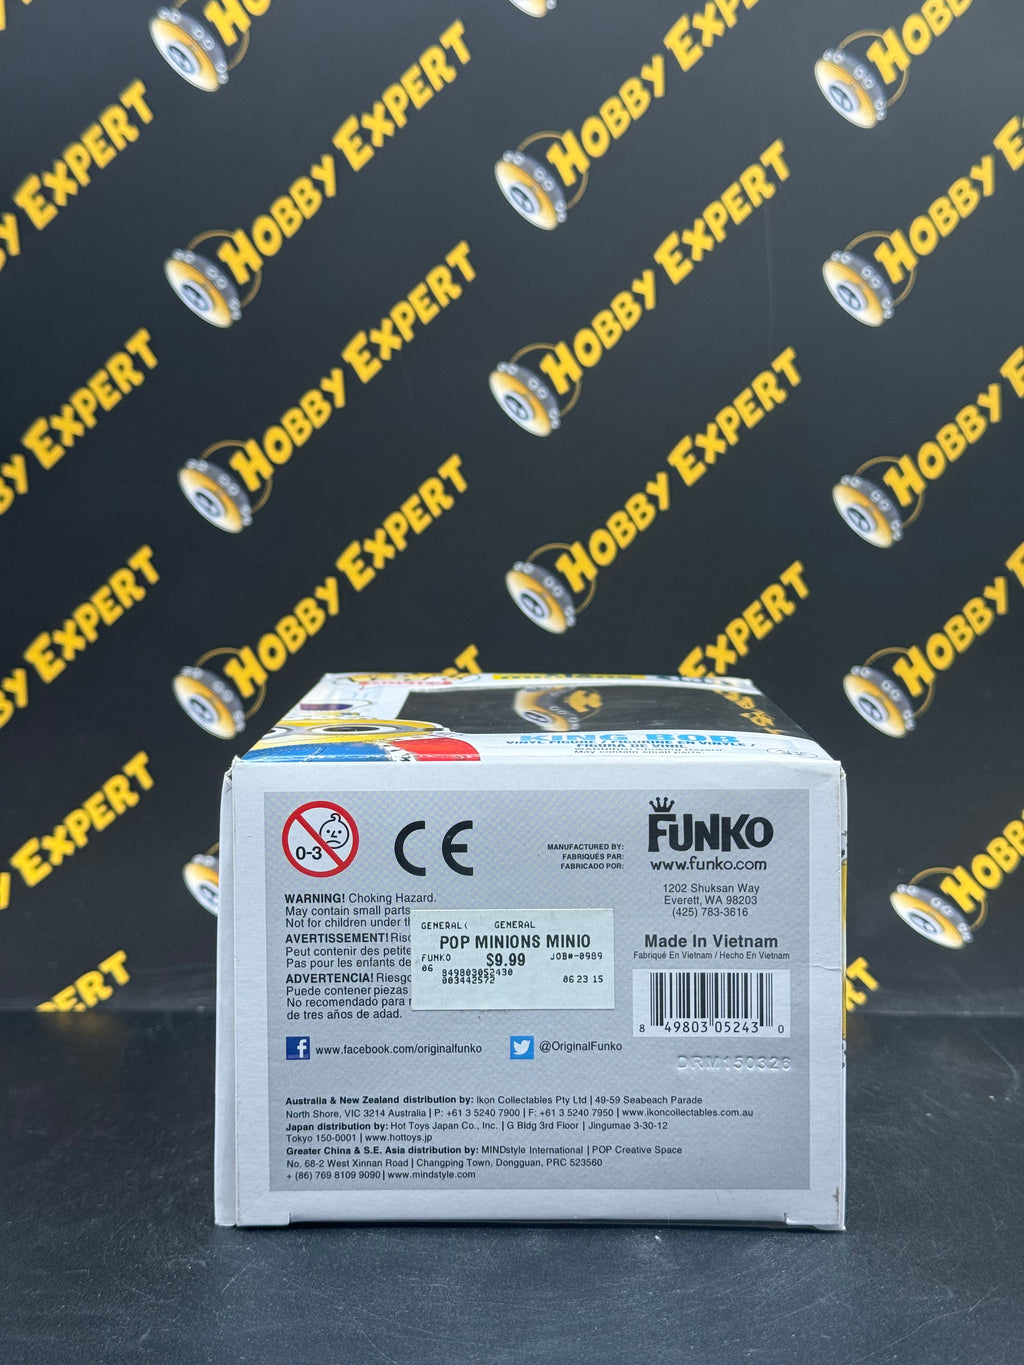 HOBBY EXPERT
KING BOB
VINYL FIGURE / FIGURINE EN VINYLE /
FIGURA DE VINIL
0-3
CE
MANUFACTURED BY:
FABRIQUÉS PAR:
FABRICADO POR:
FUNKO
www.funko.com
1202 Shuksan Way
Everett, WA 98203
(425) 783-3616
WARNING! Choking Hazard.
May contain small parts
Not for children under
AVERTISSEMENT!
Peut contenir des petite
Pas pour les enfants de
ADVERTENCIA!
Puede contener piezas
No recomendado para
de tres años de adad.
GENERAL GENERAL
POP MINIONS MINIO
FUNKO $9.99 JOB#-0989
06 849803052430
003442572 06 23 15
Made In Vietnam
Fabriqué En Vietnam / Hecho En Vietnam
8 49803 05243 0
DRM150326
www.facebook.com/originalfunko
@OriginalFunko
Australia & New Zealand distribution by: Ikon Collectables Pty Ltd | 49-59 Seabeach Parade
North Shore, VIC 3214 Australia | P: +61 3 5240 7900 | F: +61 3 5240 7950 | www.ikoncollectables.com.au
Japan distribution by: Hot Toys Japan Co., Inc. | G Bldg 3rd Floor | Jingumae 3-30-12
Tokyo 150-0001 | www.hottoys.jp
Greater China & S.E. Asia distribution by: MINDstyle International | POP Creative Space
No. 68-2 West Xinnan Road | Changping Town, Dongguan, PRC 523560
+ (86) 769 8109 9090 | www.mindstyle.com